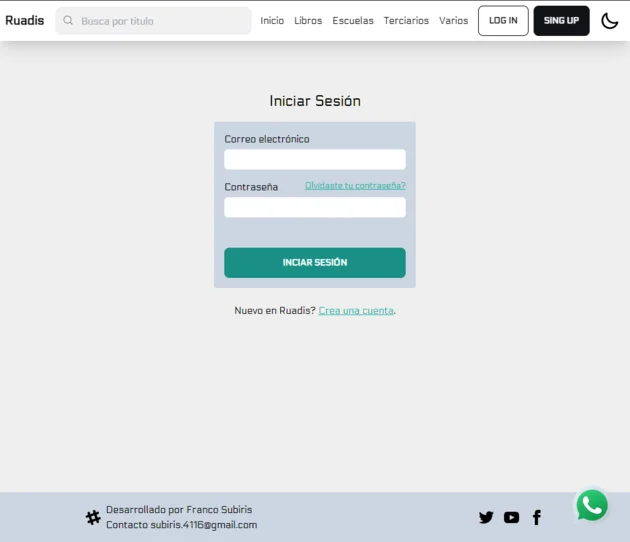 Ruadis
Busca por titulo
Inicio Libros Escuelas Terciarios Varios LOG IN SING UP
Iniciar Sesión
Correo electrónico
Contraseña Olvidaste tu contraseña?
INCIAR SESIÓN
Nuevo en Ruadis? Crea una cuenta.
Desarrollado por Franco Subiris
Contacto subiris.4116@gmail.com